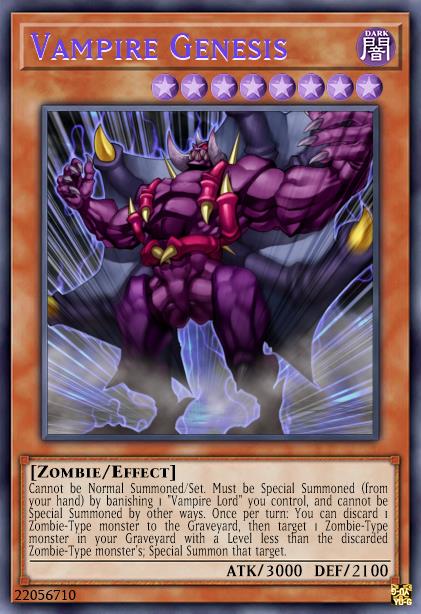 Vampire Genesis
DARK
闇
[Zombie/Effect]
Cannot be Normal Summoned/Set. Must be Special Summoned (from
your hand) by banishing 1 "Vampire Lord" you control, and cannot be
Special Summoned by other ways. Once per turn: You can discard 1
Zombie-Type monster to the Graveyard, then target 1 Zombie-Type
monster in your Graveyard with a Level less than the discarded
Zombie-Type monster's; Special Summon that target.
ATK/3000 DEF/2100
22056710